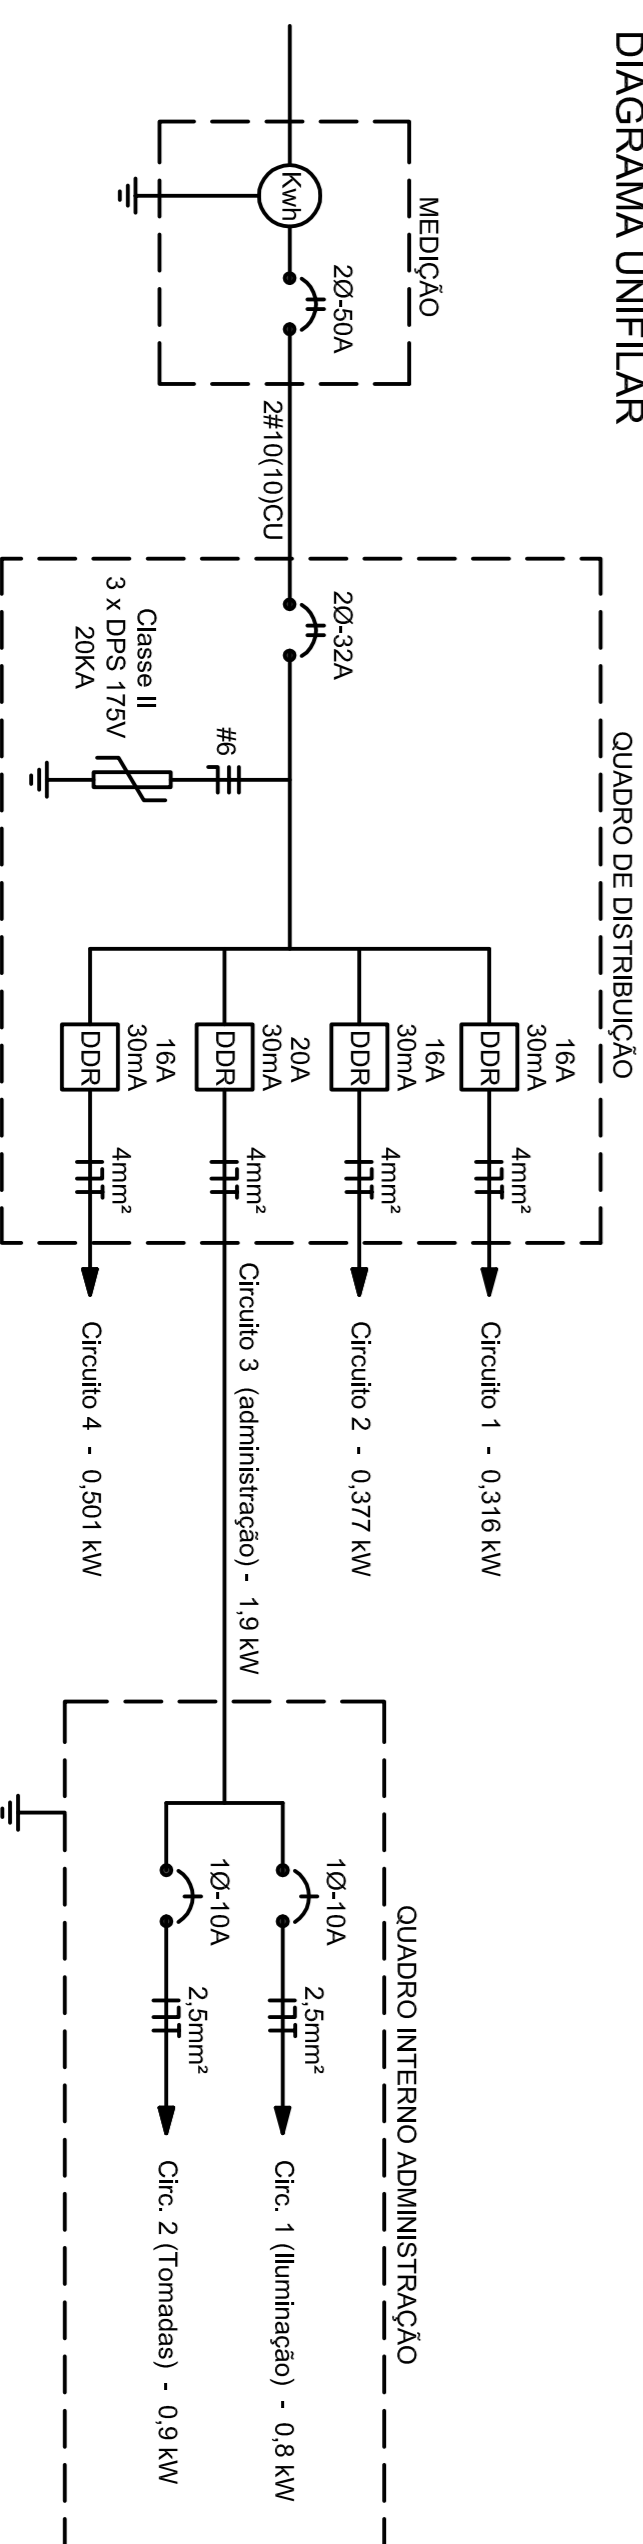 DIAGRAMA UNIFILAR
MEDIÇÃO
Kwh
2Ø-50A
2#10(10)CU
QUADRO DE DISTRIBUIÇÃO
2Ø-32A
#6
Classe II
3 x DPS 175V
20KA
16A
30mA
DDR
4mm²
Circuito 1 - 0,316 kW
16A
30mA
DDR
4mm²
Circuito 2 - 0,377 kW
20A
30mA
DDR
4mm²
Circuito 3 (administração) - 1,9 kW
16A
30mA
DDR
4mm²
Circuito 4 - 0,501 kW
QUADRO INTERNO ADMINISTRAÇÃO
1Ø-10A
2,5mm²
Circ. 1 (Iluminação) - 0,8 kW
1Ø-10A
2,5mm²
Circ. 2 (Tomadas) - 0,9 kW